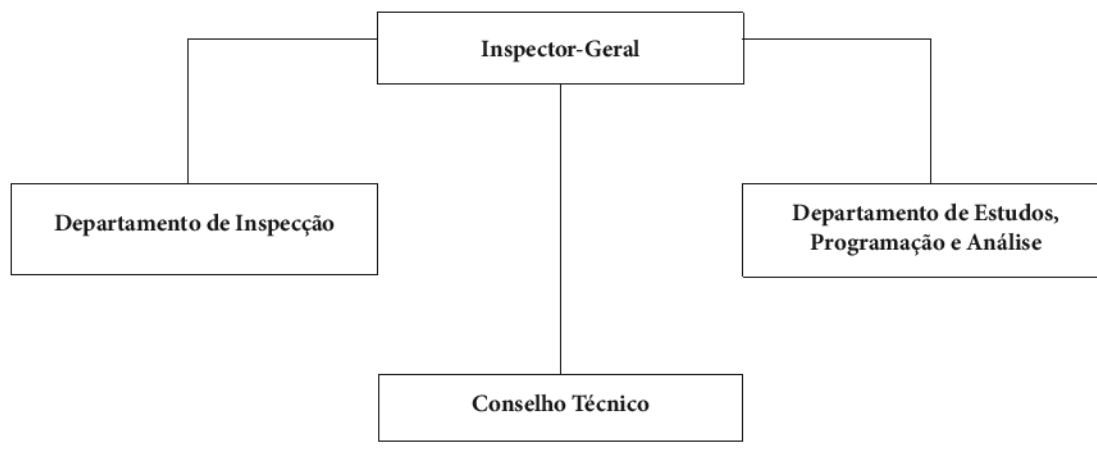 Inspector-Geral
Departamento de Inspecção
Departamento de Estudos,
Programação e Análise
Conselho Técnico